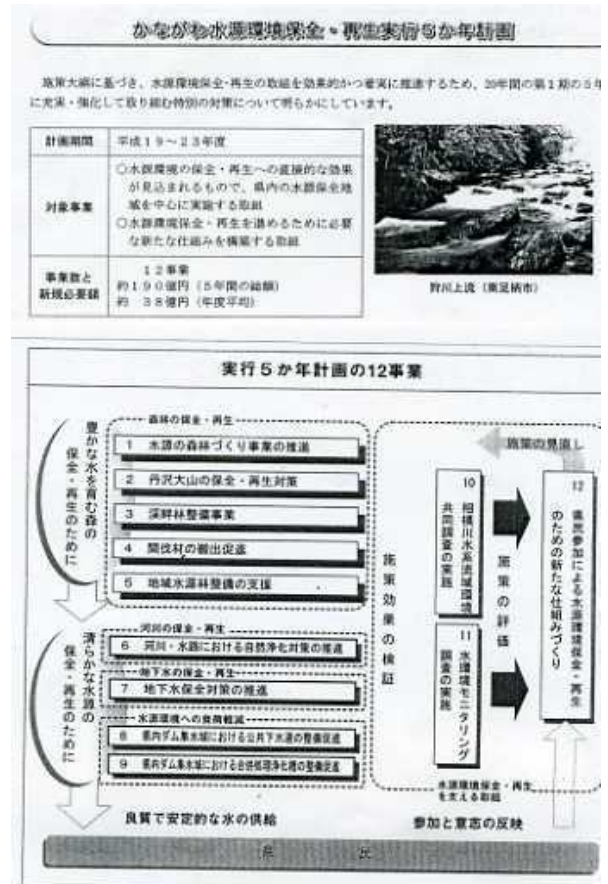 かながわ水源環境保全・再生実行5か年計画
施策大綱に基づき、水源環境保全・再生の取組を効果的かつ着実に推進するため、20年間の第1期の5年
に充実・強化して取り組む特別の対策について明らかにしています。
計画期間
平成19~23年度
対象事業
○水源環境の保全・再生への直接的な効果
が見込まれるもので、県内の水源保全地
域を中心に実施する取組
○水源環境保全・再生を進めるために必要
な新たな仕組みを構築する取組
事業数と
新規必要額
12事業
約190億円(5年間の総額)
約 38億円(年度平均)
狩川上流(南足柄市)
実行5か年計画の12事業
豊かな水を育む森の
保全・再生のために
森林の保全・再生
1 水源の森林づくり事業の推進
2 丹沢大山の保全・再生対策
3 渓畔林整備事業
4 間伐材の搬出促進
5 地域水源林整備の支援
清らかな水源の
保全・再生のために
河川の保全・再生
6 河川・水路における自然浄化対策の推進
地下水の保全・再生
7 地下水保全対策の推進
水源環境への負荷軽減
8 県内ダム集水域における公共下水道の整備促進
9 県内ダム集水域における合併処理浄化槽の整備促進
施策効果の検証
10 相模川水系流域環境
共同調査の実施
11 水環境モニタリング
調査の実施
施策の評価
施策の見直し
12 県民参加による水源環境保全・再生
のための新たな仕組みづくり
水源環境保全・再生
を支える取組
良質で安定的な水の供給
参加と意志の反映
県 民